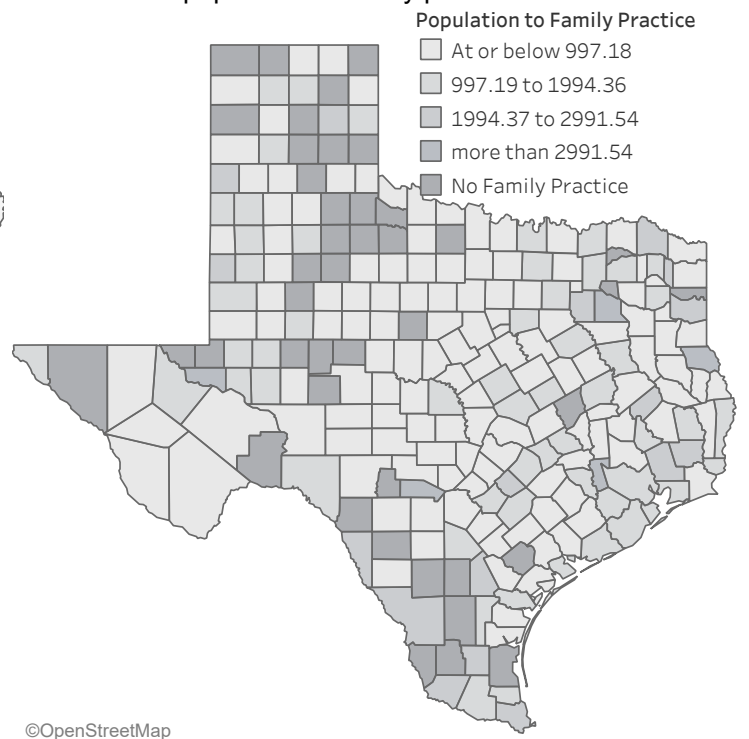 Population to Family Practice
At or below 997.18
997.19 to 1994.36
1994.37 to 2991.54
more than 2991.54
No Family Practice
©OpenStreetMap